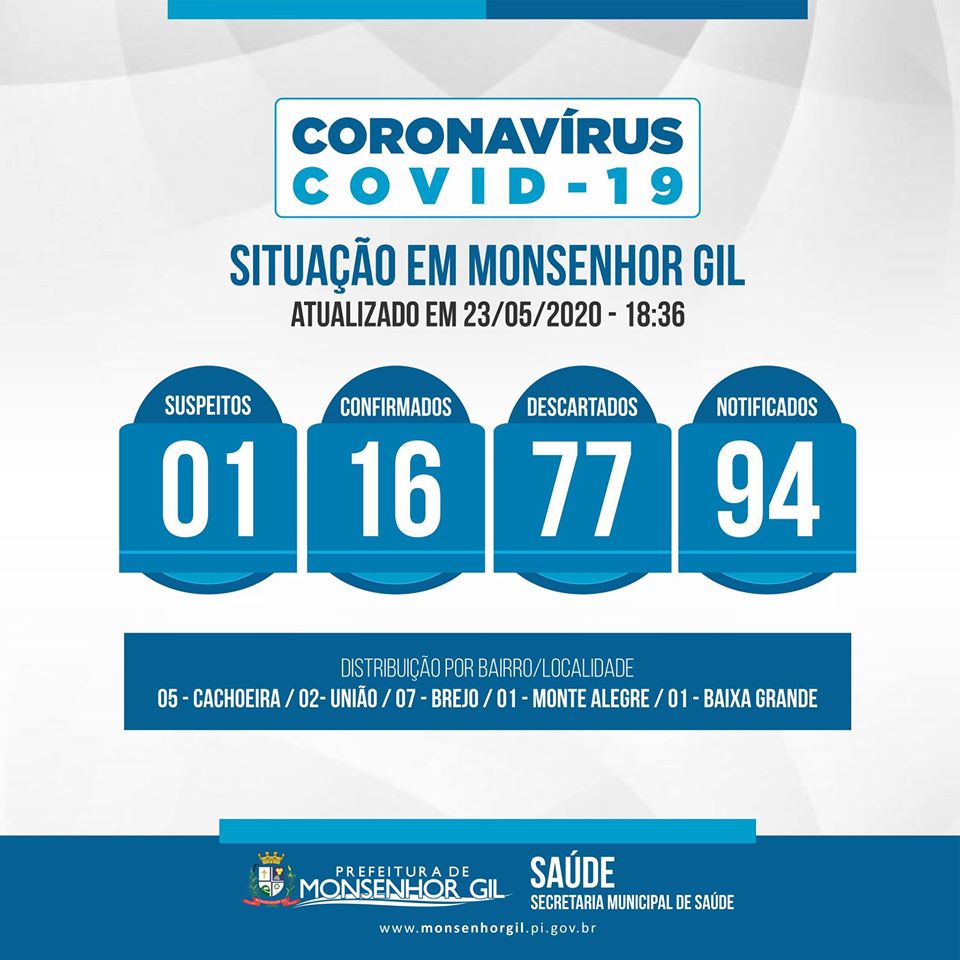 CORONAVÍRUS
COVID-19
SITUAÇÃO EM MONSENHOR GIL
ATUALIZADO EM 23/05/2020 - 18:36
SUSPEITOS
01
CONFIRMADOS
16
DESCARTADOS
77
NOTIFICADOS
94
DISTRIBUIÇÃO POR BAIRRO/LOCALIDADE
05 - CACHOEIRA / 02- UNIÃO / 07 - BREJO / 01 - MONTE ALEGRE / 01 - BAIXA GRANDE
PREFEITURA DE
MONSENHOR GIL
SAÚDE
SECRETARIA MUNICIPAL DE SAÚDE
www.monsenhorgil.pi.gov.br